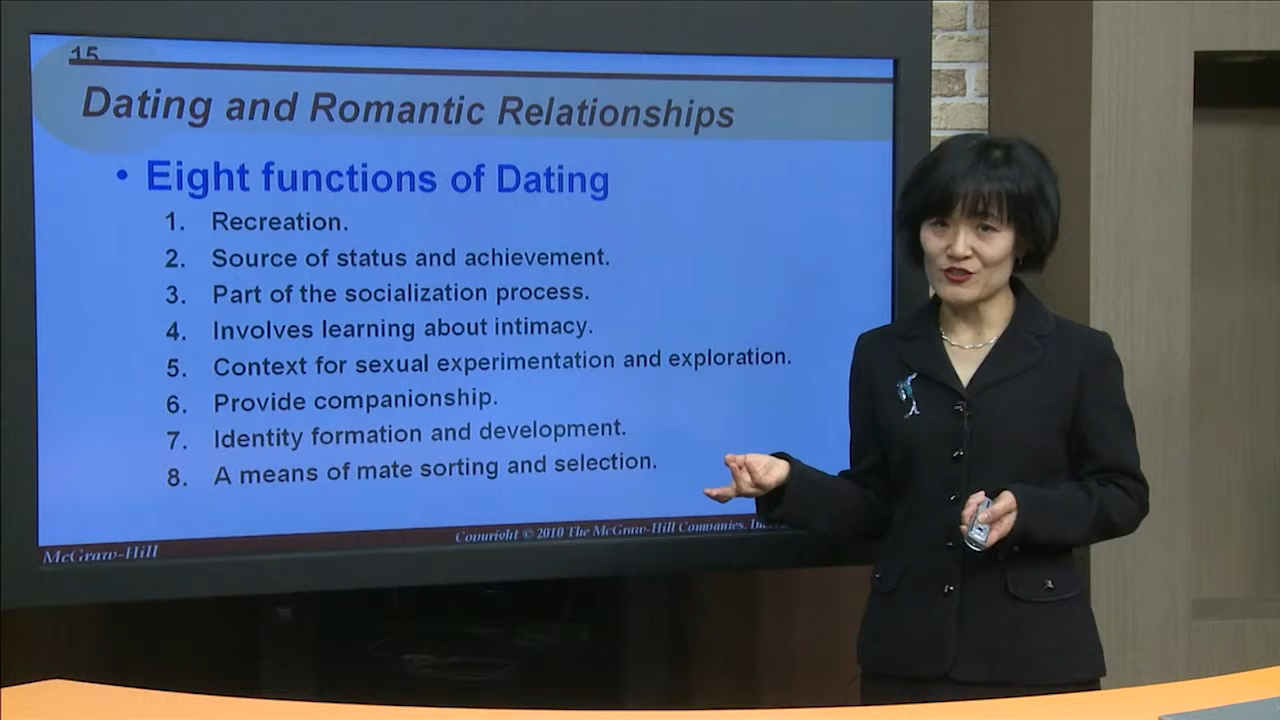 15
Dating and Romantic Relationships
• Eight functions of Dating
1. Recreation.
2. Source of status and achievement.
3. Part of the socialization process.
4. Involves learning about intimacy.
5. Context for sexual experimentation and exploration.
6. Provide companionship.
7. Identity formation and development.
8. A means of mate sorting and selection.
McGraw-Hill
Copyright © 2010 The McGraw-Hill Companies,